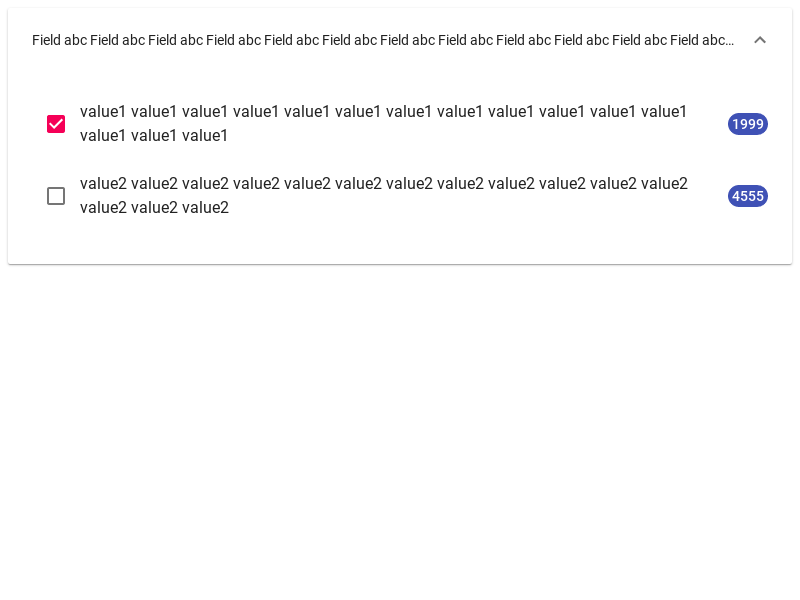 Field abc Field abc Field abc Field abc Field abc Field abc Field abc Field abc Field abc Field abc Field abc Field abc…
value1 value1 value1 value1 value1 value1 value1 value1 value1 value1 value1 value1
value1 value1 value1
1999
value2 value2 value2 value2 value2 value2 value2 value2 value2 value2 value2 value2
value2 value2 value2
4555